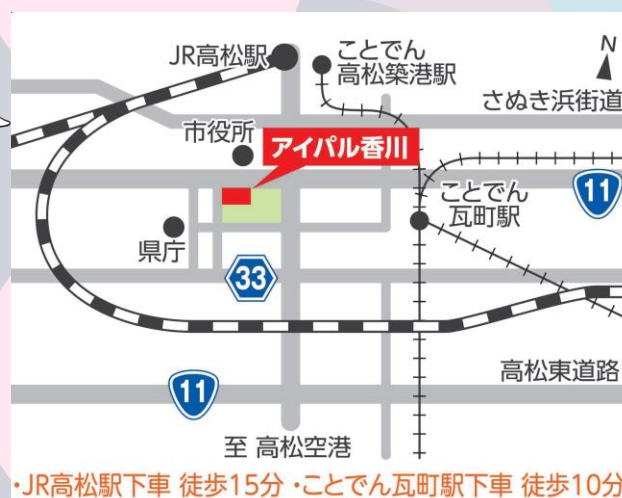 JR高松駅
ことでん
高松築港駅
N
さぬき浜街道
市役所
アイパル香川
ことでん
瓦町駅
11
県庁
33
高松東道路
11
至 高松空港
・JR高松駅下車 徒歩15分 ・ことでん瓦町駅下車 徒歩10分